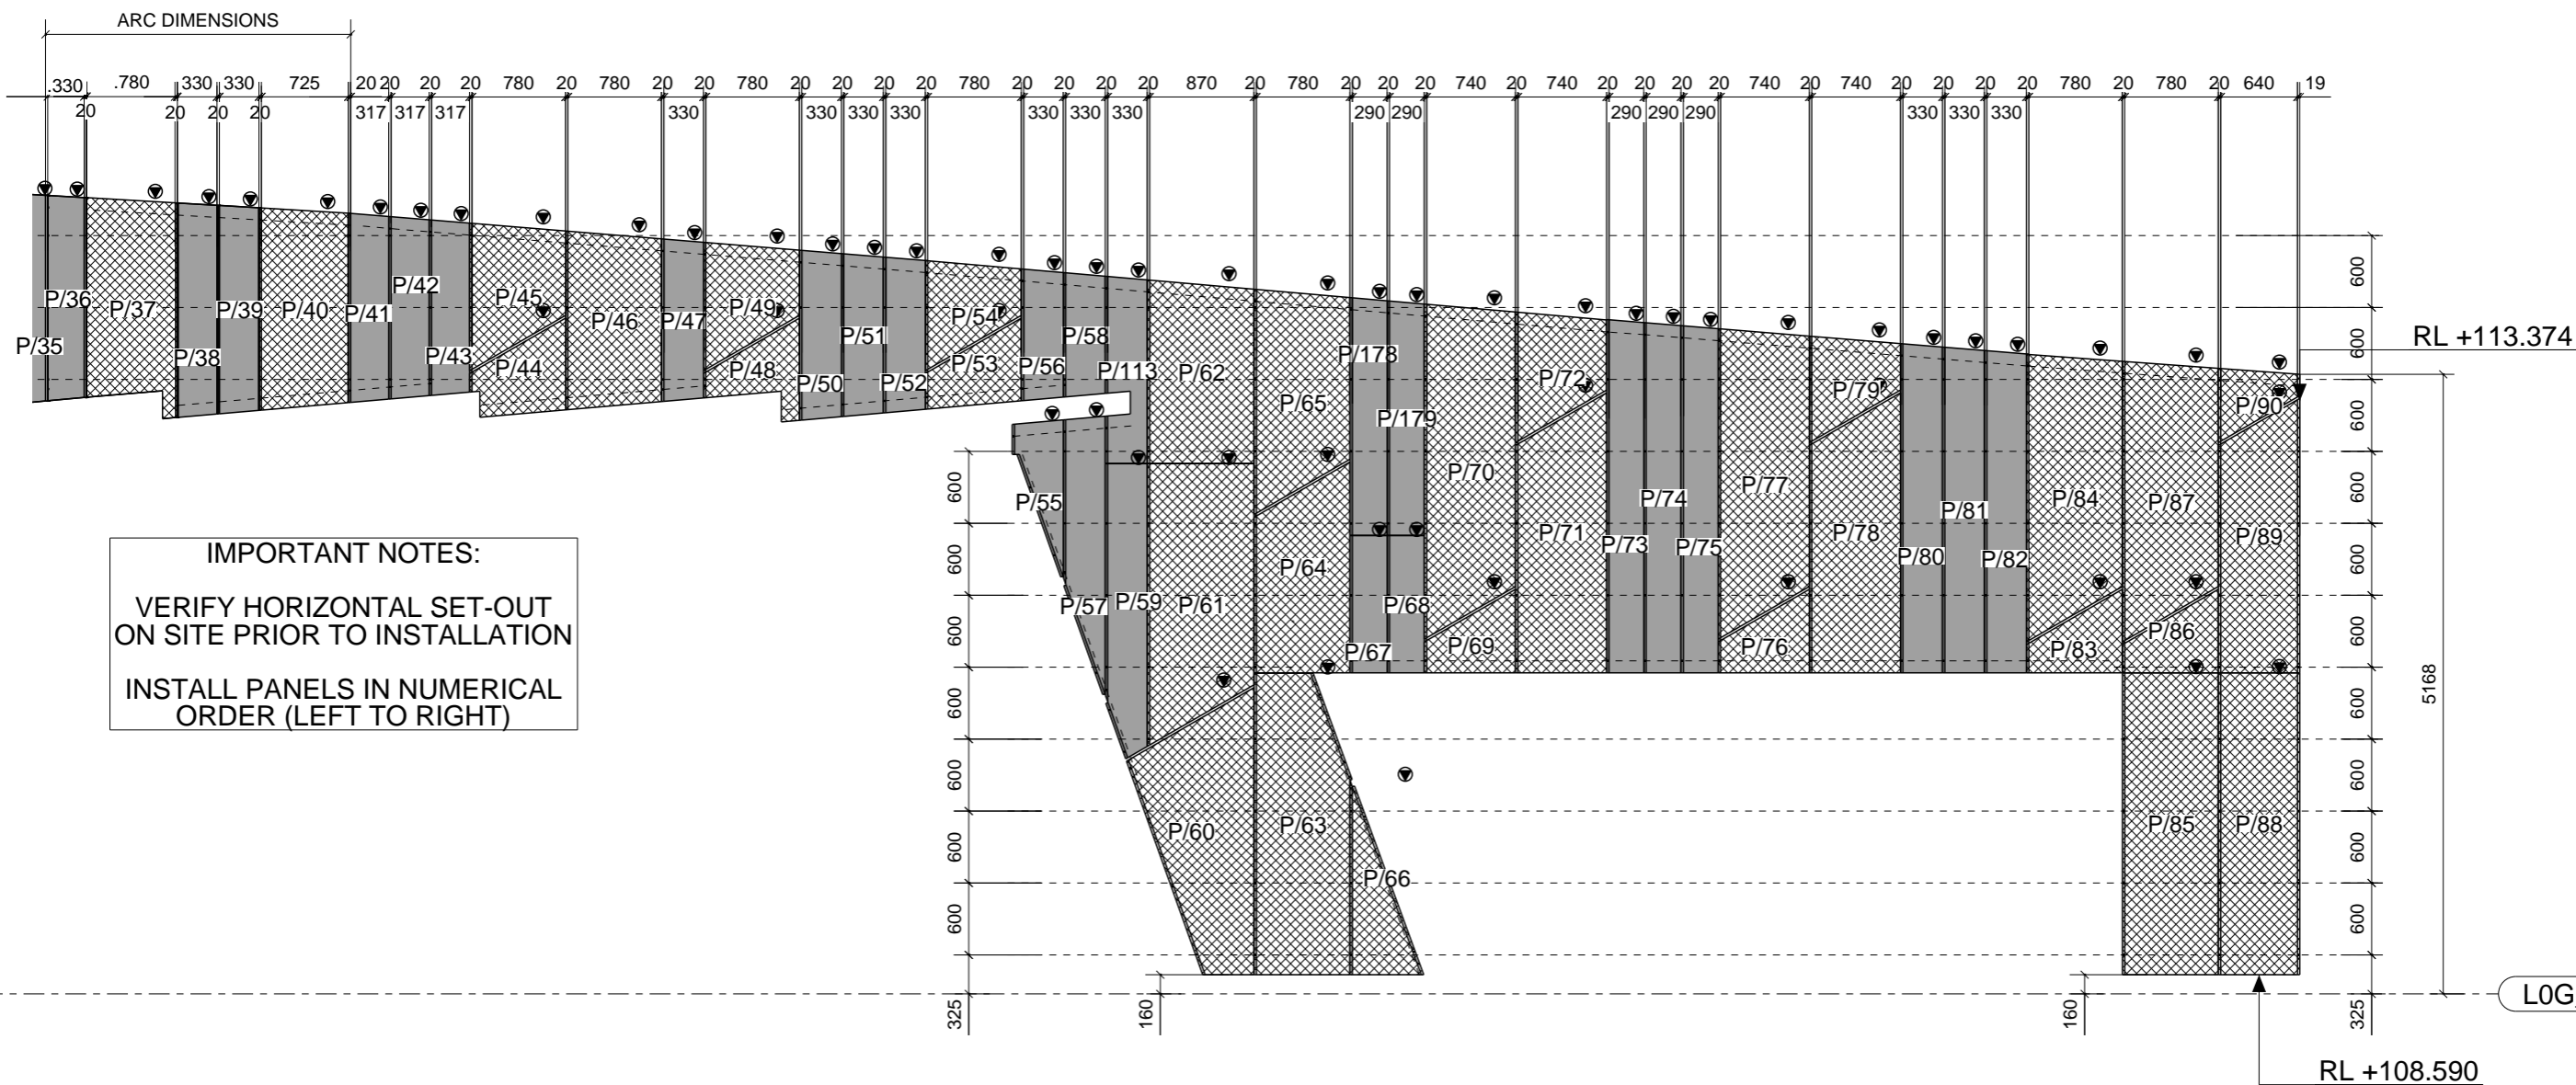 ARC DIMENSIONS
.330 .780 330 330 725 20 20 20 20 780 20 780 20 20 780 20 20 20 20 780 20 20 20 20 870 20 780 20 20 20 740 20 740 20 20 20 20 740 20 740 20 20 20 20 780 20 780 20 640 19
20 20 20 20 317 317 317 330 330 330 330 330 330 330 290 290 290 290 290 330 330 330
P/36 P/37 P/39 P/40 P/41 P/42 P/45 P/46 P/47 P/49 P/51 P/54 P/58 P/178
P/35 P/38 P/43 P/44 P/48 P/50 P/52 P/53 P/56 P/113 P/62 P/65 P/179 P/72 P/79 P/90
600
600
600
600
600
600
600
600
600
600
RL +113.374
5168
P/55 P/57 P/59 P/61 P/64 P/67 P/68 P/70 P/69 P/71 P/73 P/74 P/75 P/77 P/76 P/78 P/80 P/81 P/82 P/84 P/83 P/87 P/86 P/89
600
600
600
600
600
600
600
IMPORTANT NOTES:
VERIFY HORIZONTAL SET-OUT
ON SITE PRIOR TO INSTALLATION
INSTALL PANELS IN NUMERICAL
ORDER (LEFT TO RIGHT)
P/60 P/63 P/66 P/85 P/88
325 160 160 325
L0G
RL +108.590